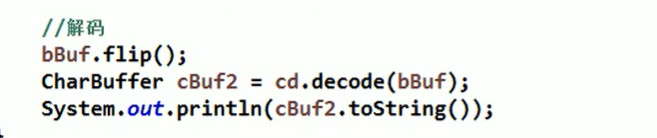 //解码
bBuf.flip();
CharBuffer cBuf2 = cd.decode(bBuf);
System.out.println(cBuf2.toString());